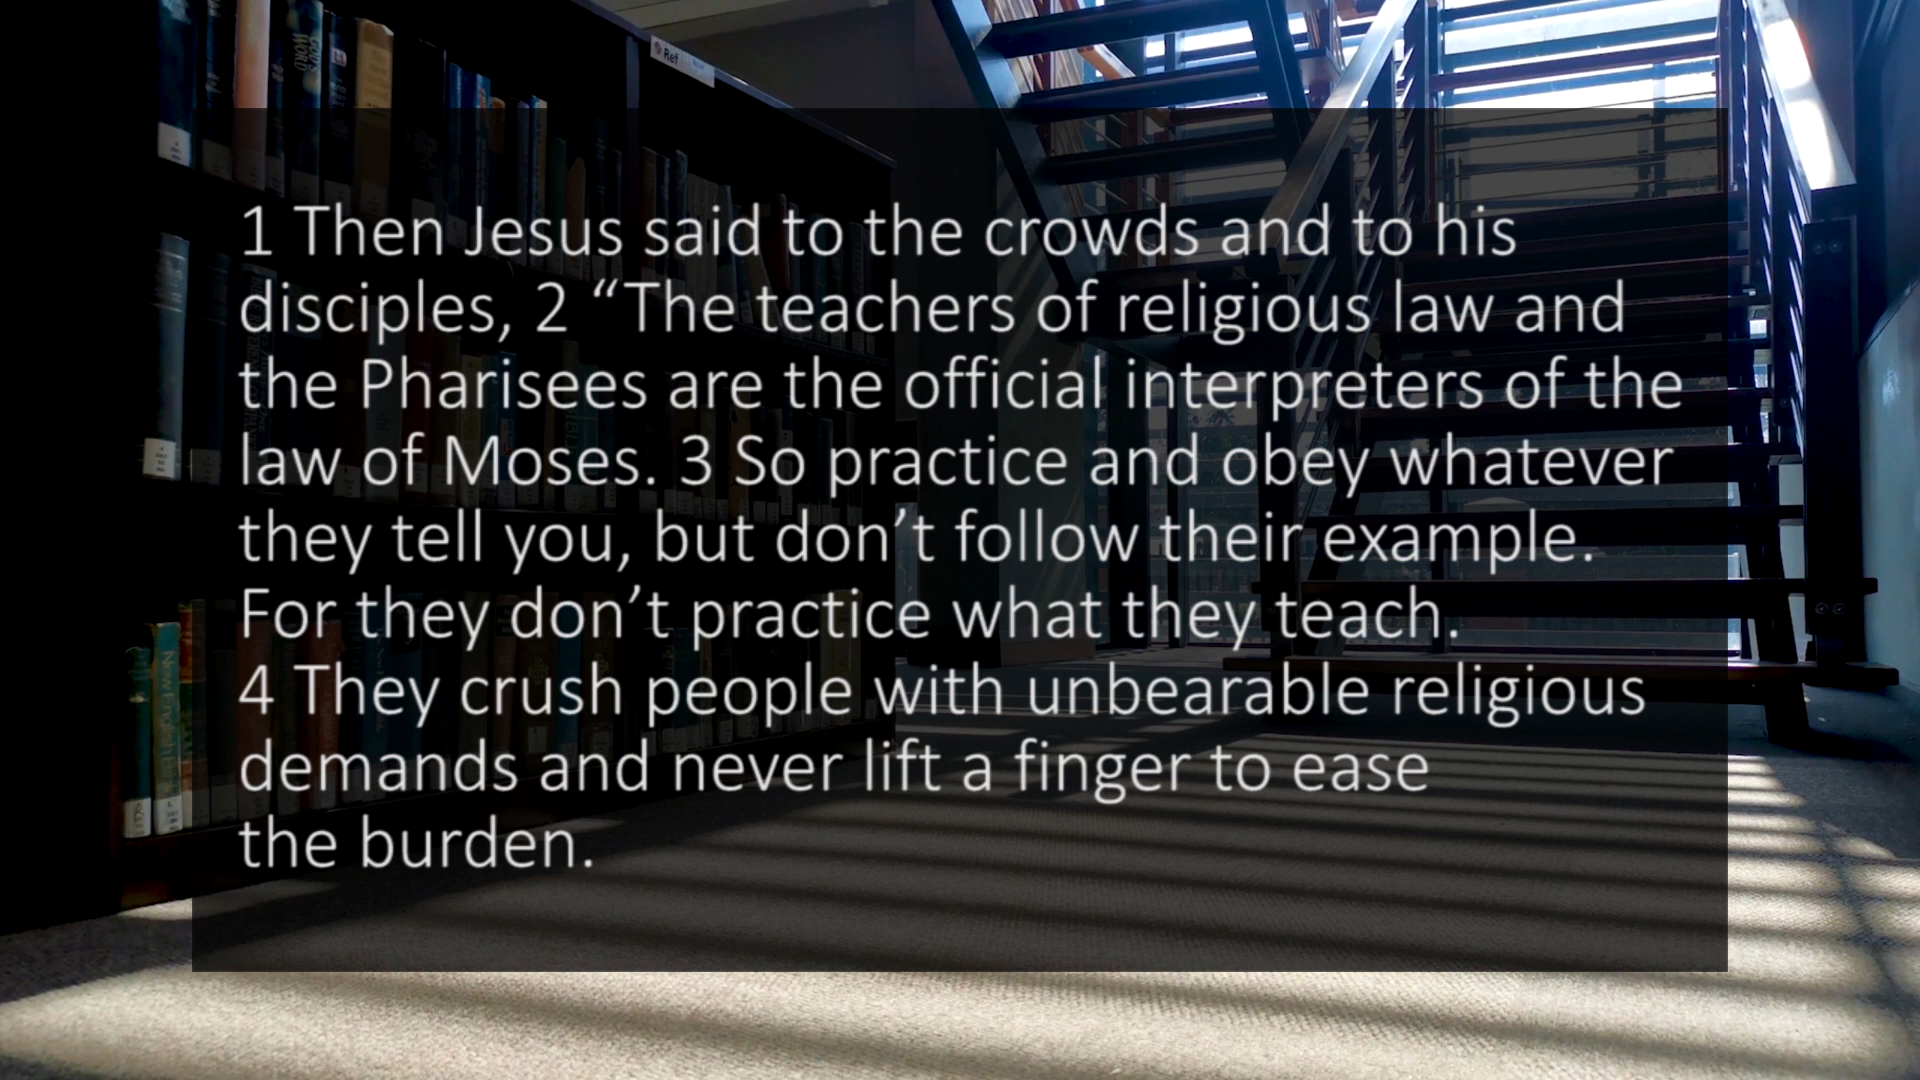 Ref
GOD'S WORD
1 Then Jesus said to the crowds and to his
disciples, 2 “The teachers of religious law and
the Pharisees are the official interpreters of the
law of Moses. 3 So practice and obey whatever
they tell you, but don’t follow their example.
For they don’t practice what they teach.
4 They crush people with unbearable religious
demands and never lift a finger to ease
the burden.